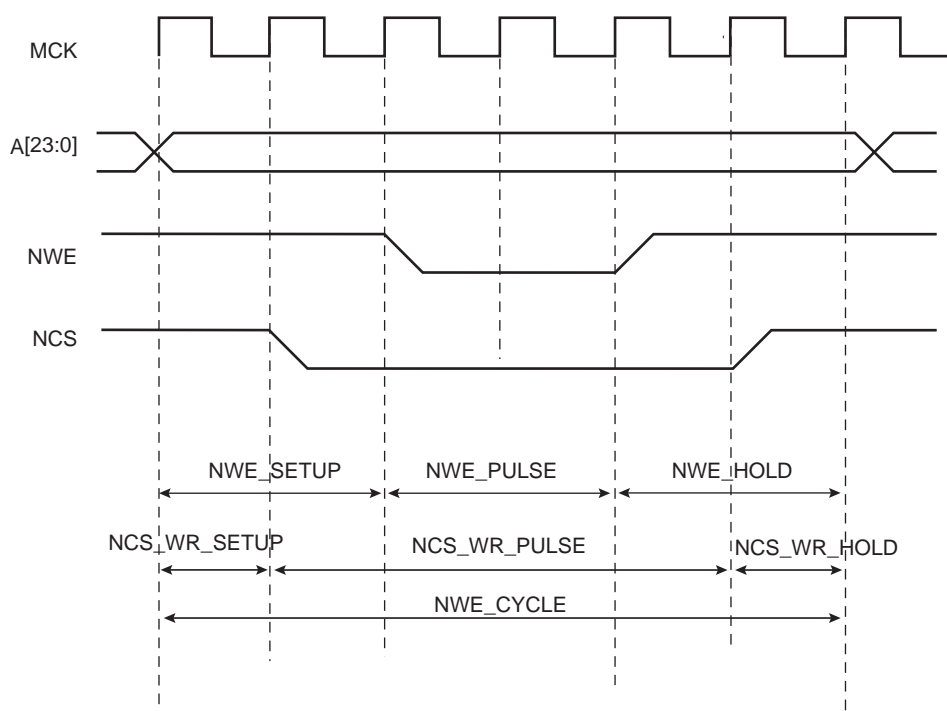 MCK
A[23:0]
NWE
NCS
NWE_SETUP NWE_PULSE NWE_HOLD
NCS_WR_SETUP NCS_WR_PULSE NCS_WR_HOLD
NWE_CYCLE